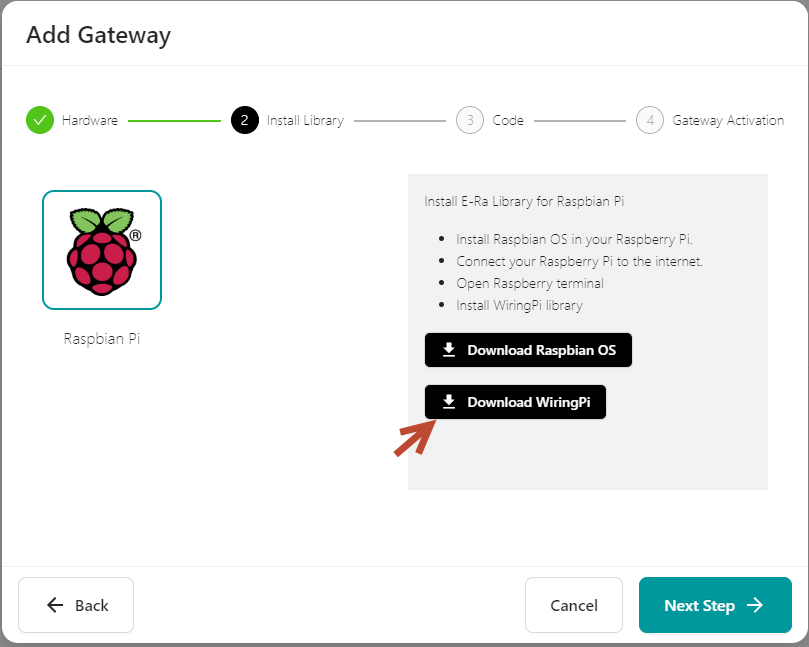 Add Gateway
Hardware
2 Install Library
3 Code
4 Gateway Activation
®
Raspbian Pi
Install E-Ra Library for Raspbian Pi
• Install Raspbian OS in your Raspberry Pi.
• Connect your Raspberry Pi to the internet.
• Open Raspberry terminal
• Install WiringPi library
Download Raspbian OS
Download WiringPi
Back
Cancel
Next Step